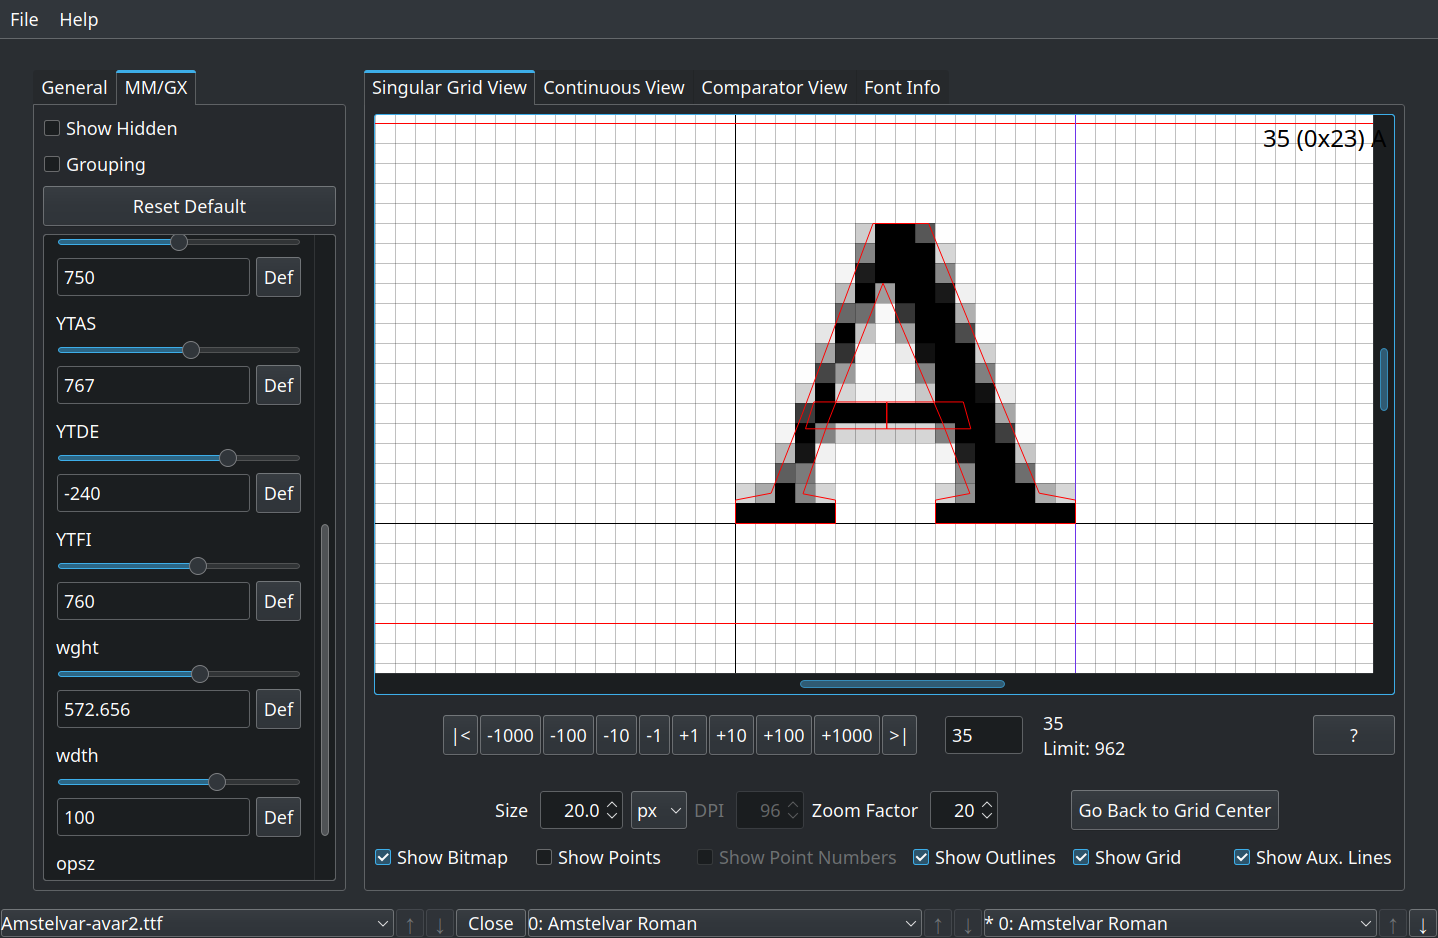 File Help
General MM/GX
Show Hidden
Grouping
Reset Default
750 Def
YTAS
767 Def
YTDE
-240 Def
YTFI
760 Def
wght
572.656 Def
wdth
100 Def
opsz
Singular Grid View Continuous View Comparator View Font Info
35 (0x23) A
|< -1000 -100 -10 -1 +1 +10 +100 +1000 >| 35
35
Limit: 962
?
Size 20.0 px DPI 96 Zoom Factor 20 Go Back to Grid Center
Show Bitmap Show Points Show Point Numbers Show Outlines Show Grid Show Aux. Lines
Amstelvar-avar2.ttf ↑ ↓ Close 0: Amstelvar Roman ↑ ↓ * 0: Amstelvar Roman ↑ ↓